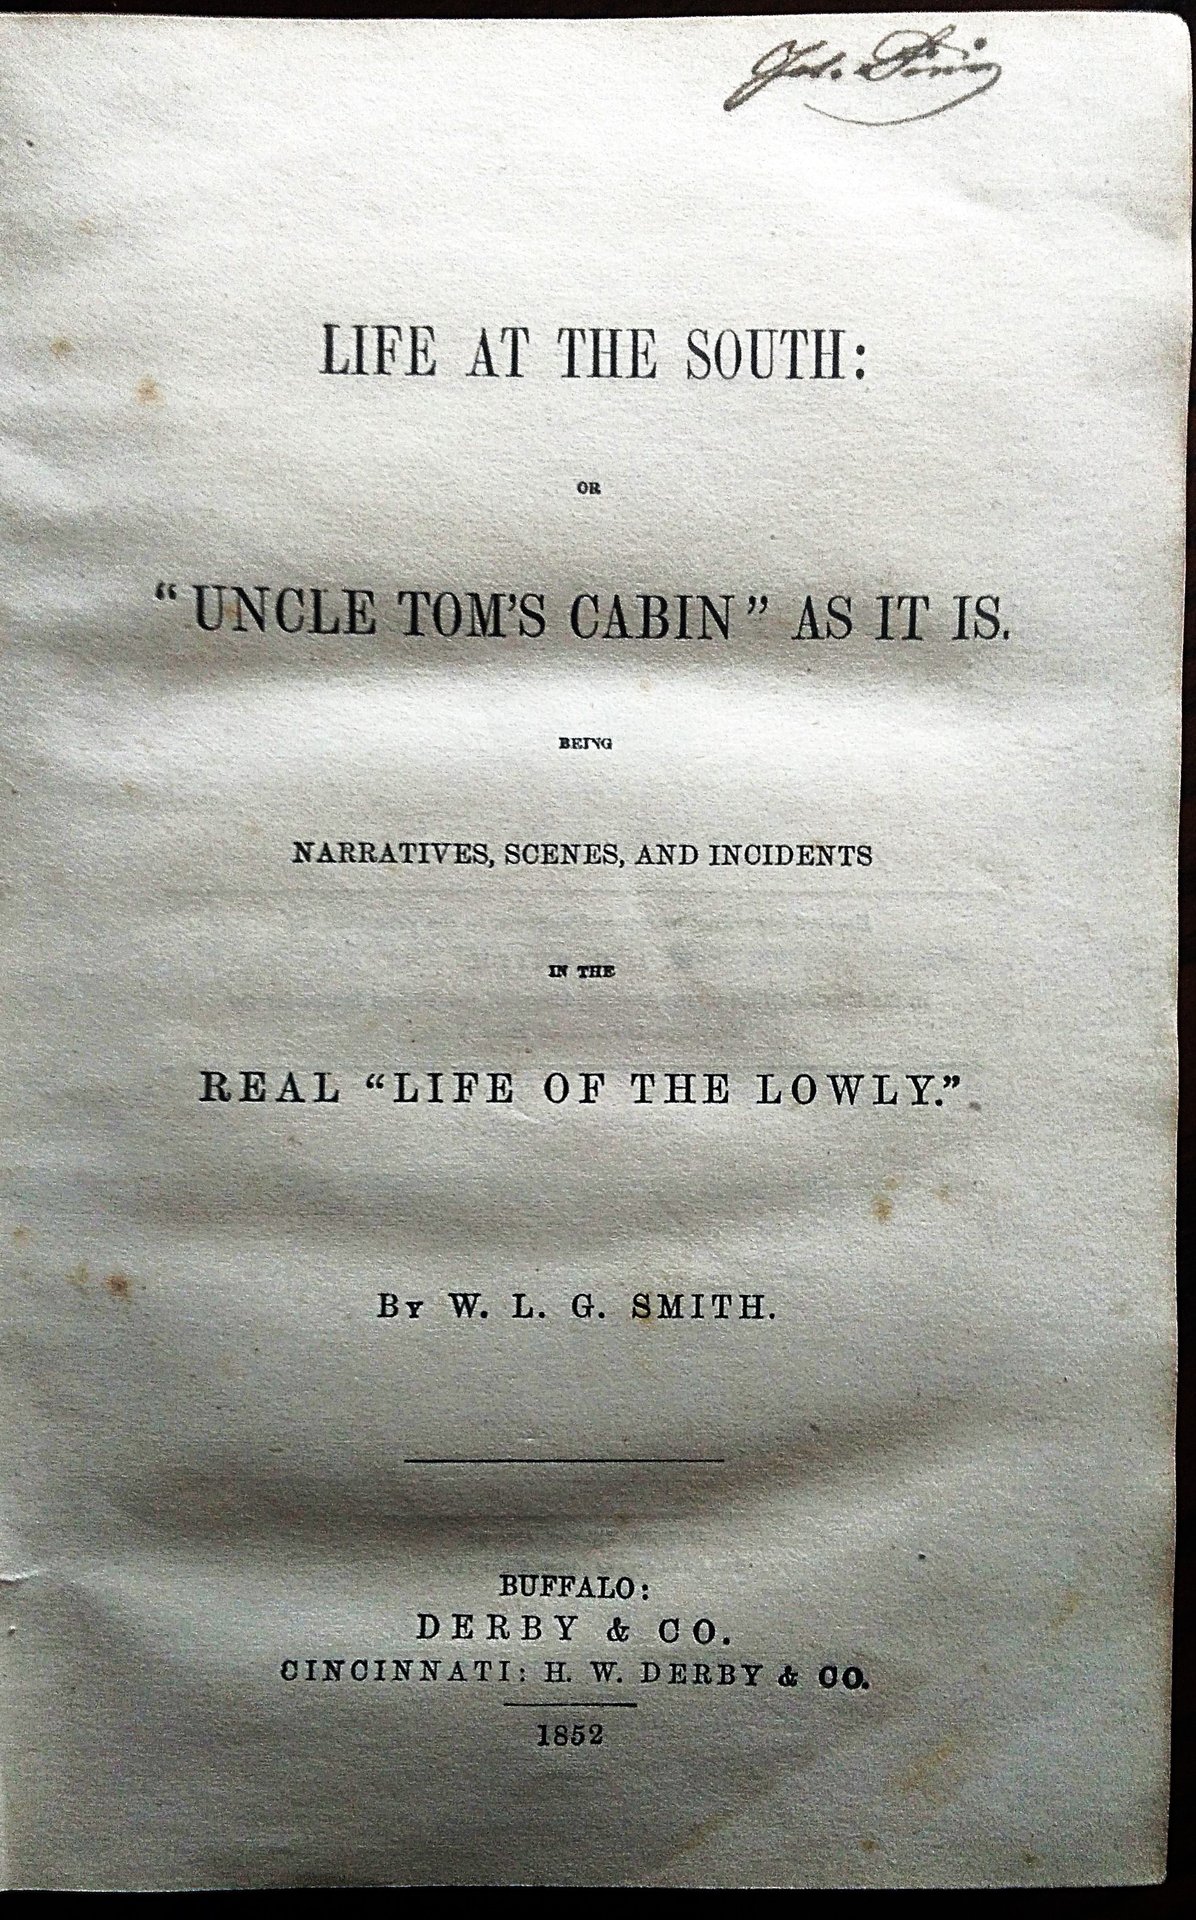 LIFE AT THE SOUTH:
OR
“UNCLE TOM'S CABIN” AS IT IS.
BEING
NARRATIVES, SCENES, AND INCIDENTS
IN THE
REAL “LIFE OF THE LOWLY.”
BY W. L. G. SMITH.
BUFFALO:
DERBY & CO.
CINCINNATI: H. W. DERBY & CO.
1852